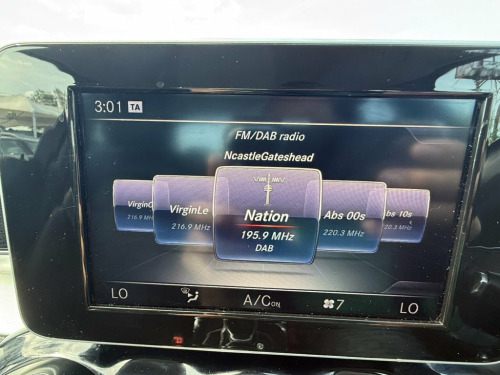 3:01 TA
FM/DAB radio
NcastleGateshead
VirginLe
216.9 MHz
Nation
195.9 MHz
DAB
Abs 00s
220.3 MHz
Abs 10s
LO
A/C ON
7
LO